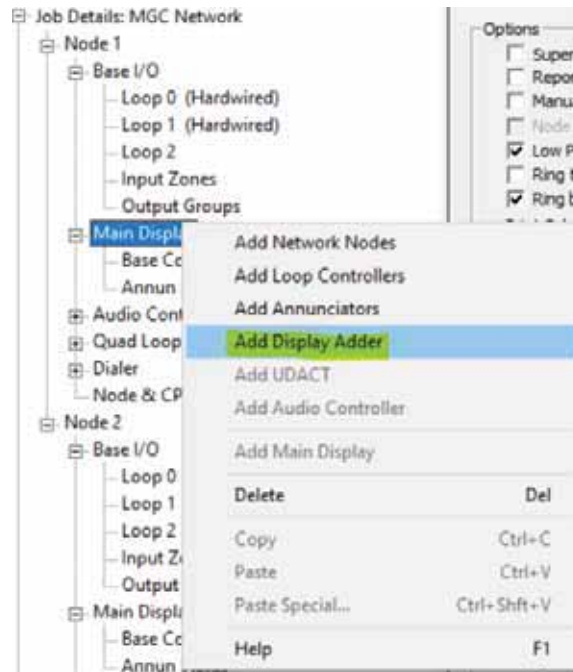 Job Details: MGC Network
Node 1
Base I/O
Loop 0 (Hardwired)
Loop 1 (Hardwired)
Loop 2
Input Zones
Output Groups
Main Displ
Base Co
Annun
Audio Cont
Quad Loop
Dialer
Node & CP
Node 2
Base I/O
Loop 0
Loop 1
Loop 2
Input Z
Output
Main Displa
Base Co
Annun
Options
Super
Repor
Manua
Node
Low P
Ring t
Ring b
Add Network Nodes
Add Loop Controllers
Add Annunciators
Add Display Adder
Add UDACT
Add Audio Controller
Add Main Display
Delete Del
Copy Ctrl+C
Paste Ctrl+V
Paste Special... Ctrl+Shft+V
Help F1